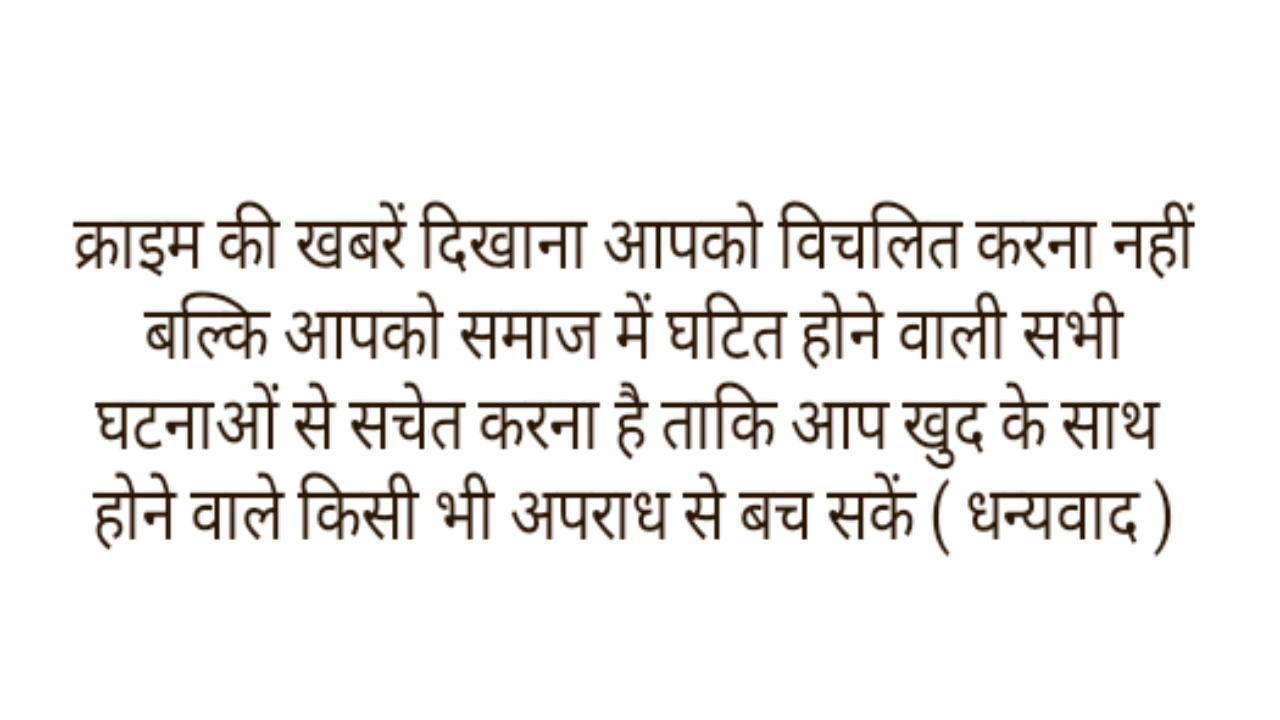 क्राइम की खबरें दिखाना आपको विचलित करना नहीं
बल्कि आपको समाज में घटित होने वाली सभी
घटनाओं से सचेत करना है ताकि आप खुद के साथ
होने वाले किसी भी अपराध से बच सकें ( धन्यवाद )